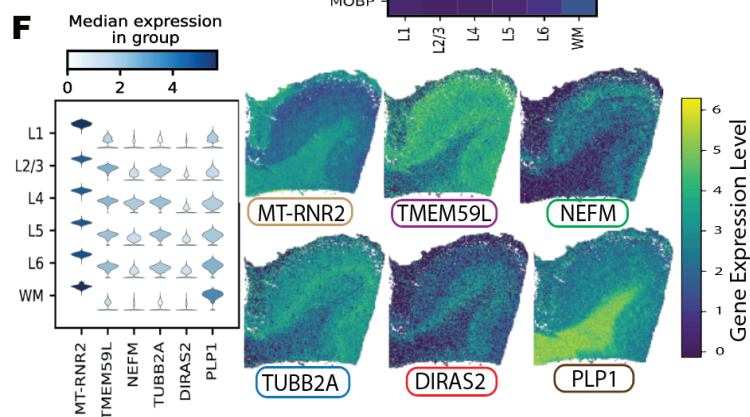 MOBP
L1
L2/3
L4
L5
L6
WM
F
Median expression
in group
0 2 4
L1
L2/3
L4
L5
L6
WM
MT-RNR2
TMEM59L
NEFM
TUBB2A
DIRAS2
PLP1
MT-RNR2 TMEM59L NEFM
TUBB2A DIRAS2 PLP1
6
5
4
3
2
1
0
Gene Expression Level